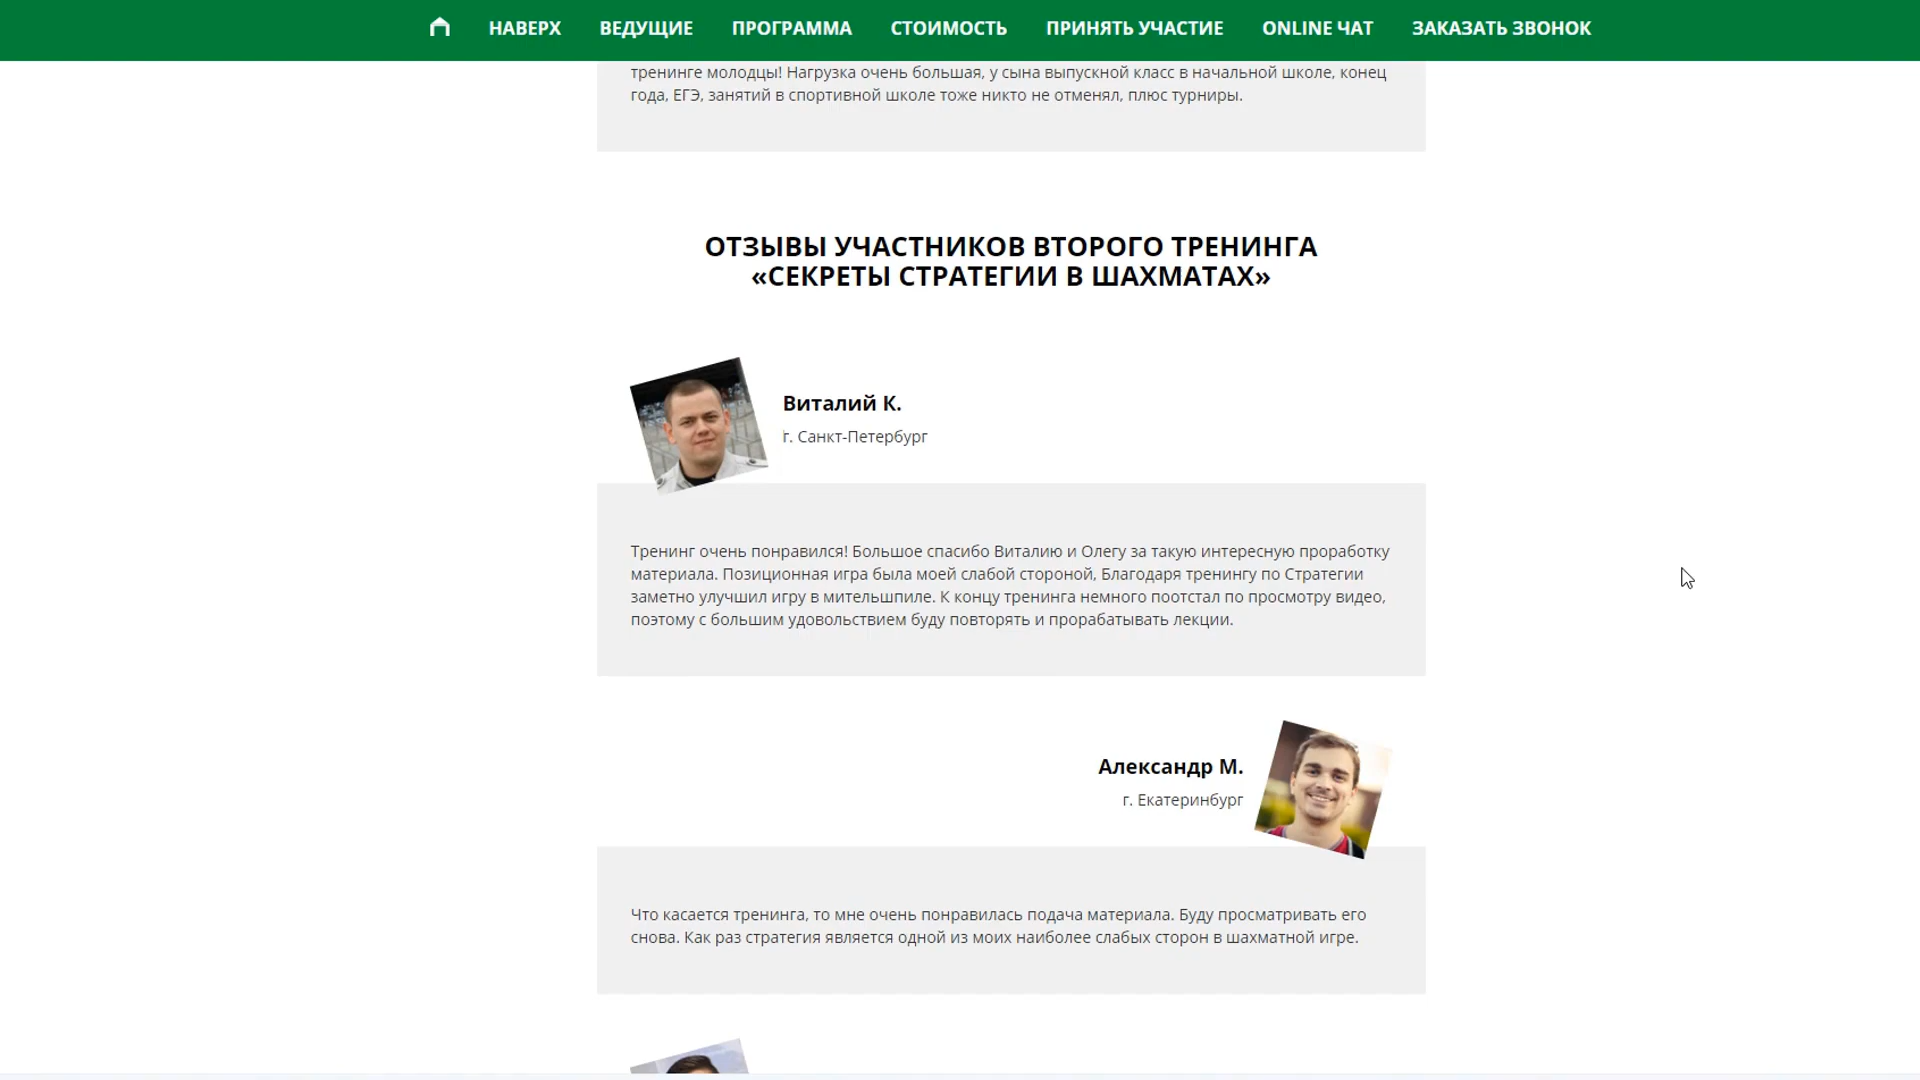 НАВЕРХ ВЕДУЩИЕ ПРОГРАММА СТОИМОСТЬ ПРИНЯТЬ УЧАСТИЕ ONLINE ЧАТ ЗАКАЗАТЬ ЗВОНОК
тренинге молодцы! Нагрузка очень большая, у сына выпускной класс в начальной школе, конец
года, ЕГЭ, занятий в спортивной школе тоже никто не отменял, плюс турниры.
ОТЗЫВЫ УЧАСТНИКОВ ВТОРОГО ТРЕНИНГА
«СЕКРЕТЫ СТРАТЕГИИ В ШАХМАТАХ»
Виталий К.
г. Санкт-Петербург
Тренинг очень понравился! Большое спасибо Виталию и Олегу за такую интересную проработку
материала. Позиционная игра была моей слабой стороной, Благодаря тренингу по Стратегии
заметно улучшил игру в мительшпиле. К концу тренинга немного поотстал по просмотру видео,
поэтому с большим удовольствием буду повторять и прорабатывать лекции.
Александр М.
г. Екатеринбург
Что касается тренинга, то мне очень понравилась подача материала. Буду просматривать его
снова. Как раз стратегия является одной из моих наиболее слабых сторон в шахматной игре.